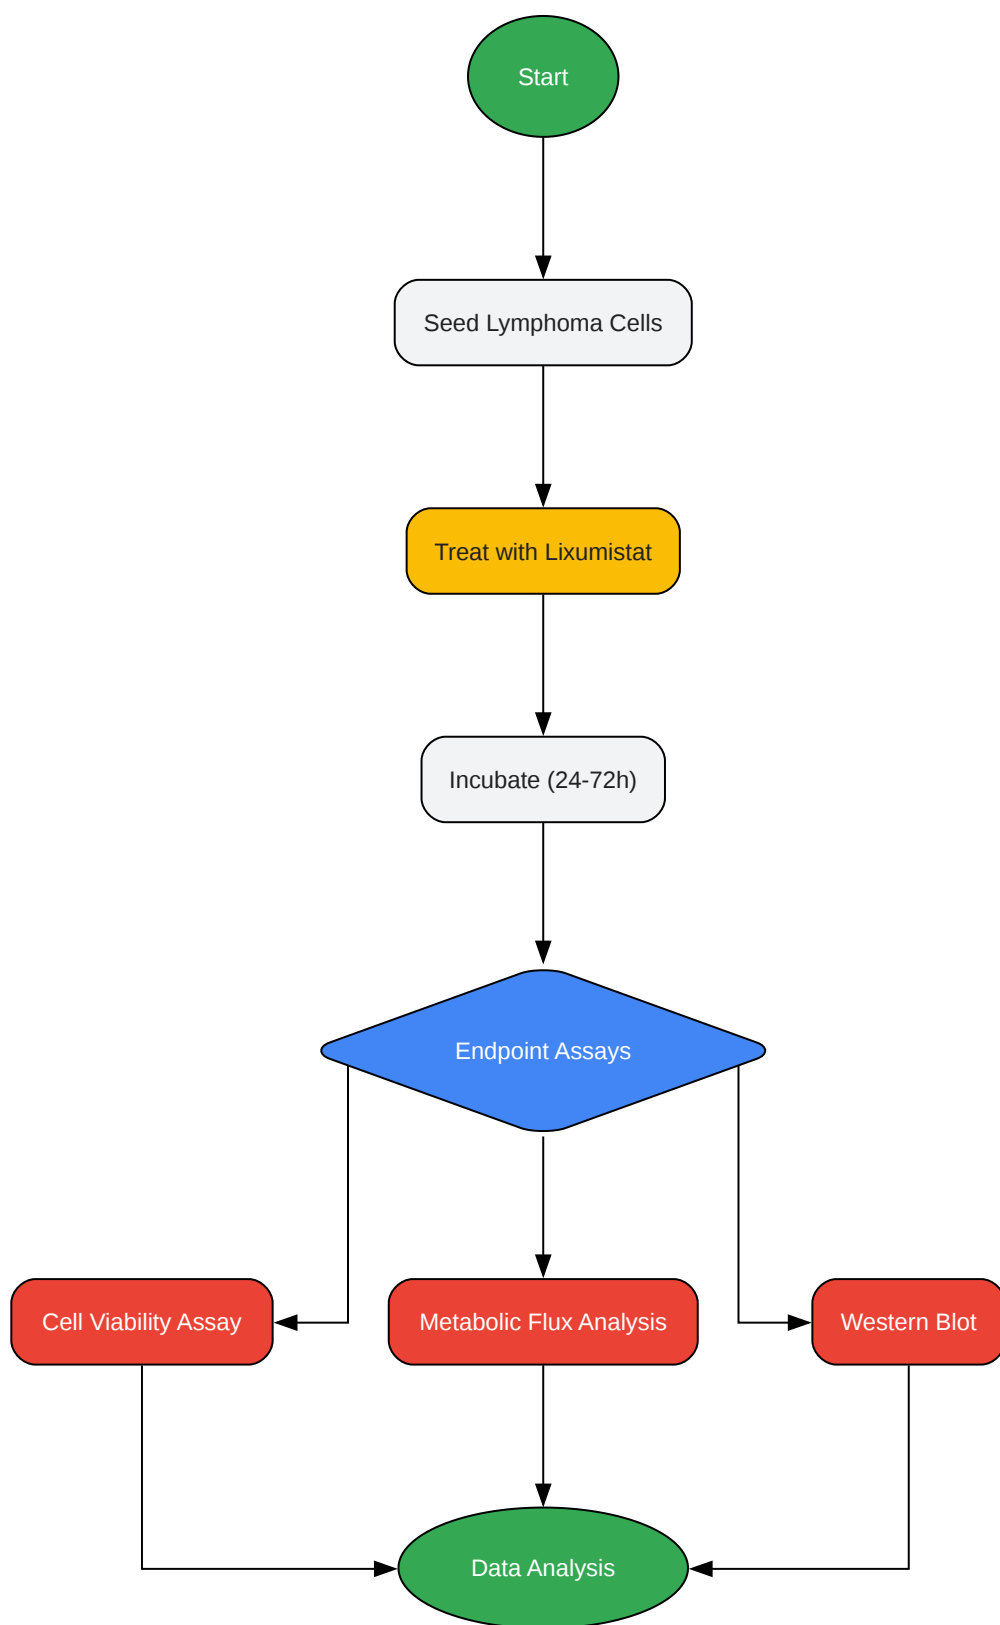 Start
Seed Lymphoma Cells
Treat with Lixumistat
Incubate (24-72h)
Endpoint Assays
Cell Viability Assay
Metabolic Flux Analysis
Western Blot
Data Analysis